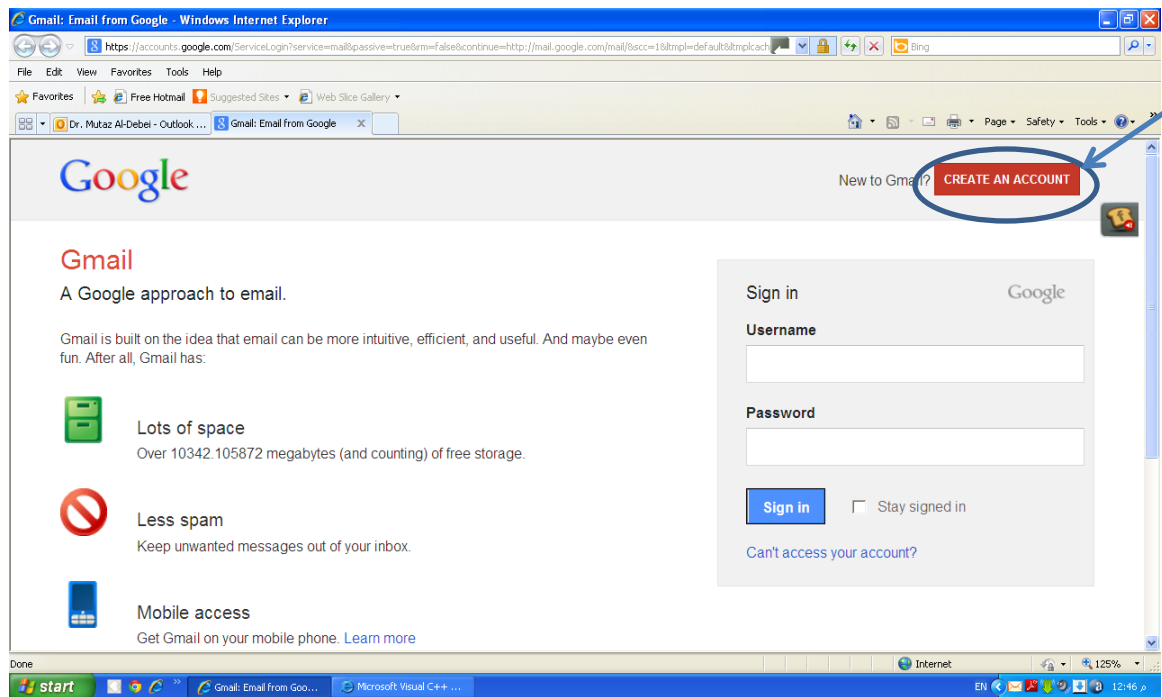 Gmail: Email from Google - Windows Internet Explorer
https://accounts.google.com/ServiceLogin?service=mail&passive=true&rm=false&continue=http://mail.google.com/mail/&scc=1&ltmpl=default&ltmplcach
Bing
File Edit View Favorites Tools Help
Favorites Free Hotmail Suggested Sites Web Slice Gallery
Dr. Mutaz Al-Debei - Outlook ... Gmail: Email from Google X Page Safety Tools
Google
New to Gmail? CREATE AN ACCOUNT
Gmail
A Google approach to email.
Gmail is built on the idea that email can be more intuitive, efficient, and useful. And maybe even
fun. After all, Gmail has:
Lots of space
Over 10342.105872 megabytes (and counting) of free storage.
Less spam
Keep unwanted messages out of your inbox.
Mobile access
Get Gmail on your mobile phone. Learn more
Sign in Google
Username
Password
Sign in Stay signed in
Can't access your account?
Done Internet 125%
start Gmail: Email from Goo... Microsoft Visual C++ ... EN 12:46 م